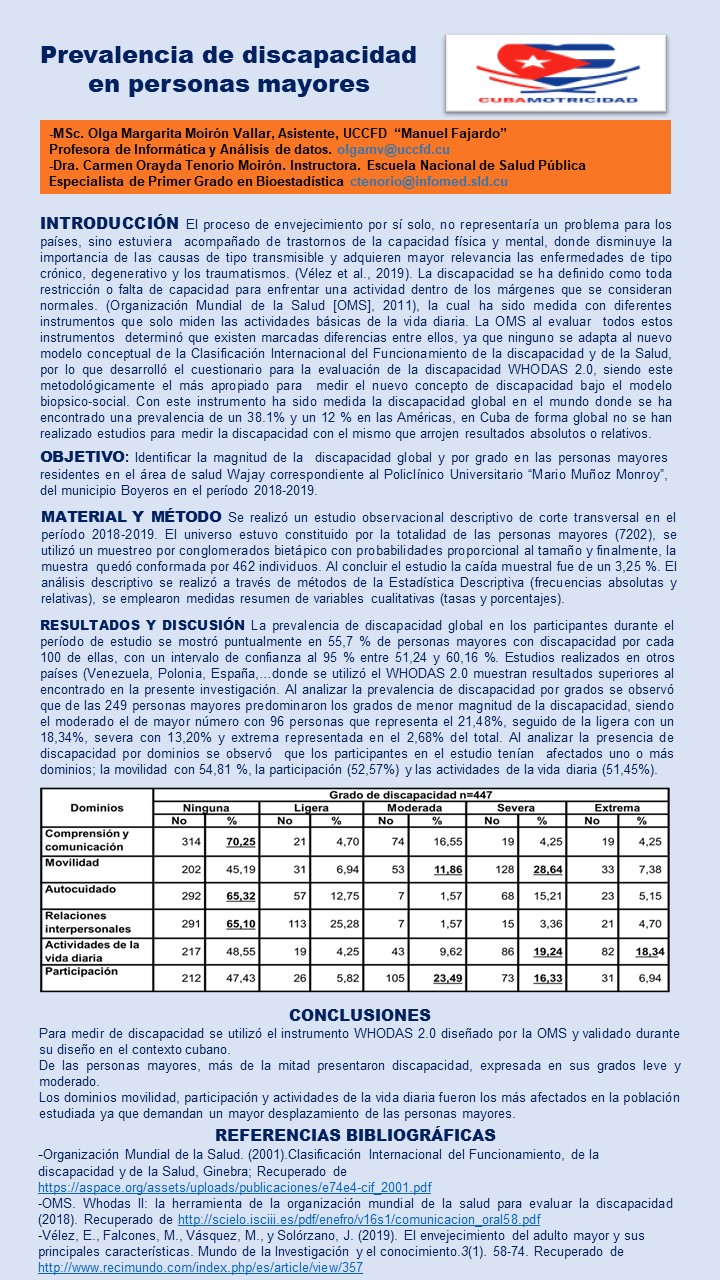 Prevalencia de discapacidad
en personas mayores
CUBAMOTRICIDAD
-MSc. Olga Margarita Moirón Vallar, Asistente, UCCFD “Manuel Fajardo”
Profesora de Informática y Análisis de datos. olgamv@uccfd.cu
-Dra. Carmen Orayda Tenorio Moirón. Instructora. Escuela Nacional de Salud Pública
Especialista de Primer Grado en Bioestadística ctenorio@infomed.sld.cu
INTRODUCCIÓN El proceso de envejecimiento por sí solo, no representaría un problema para los
países, sino estuviera acompañado de trastornos de la capacidad física y mental, donde disminuye la
importancia de las causas de tipo transmisible y adquieren mayor relevancia las enfermedades de tipo
crónico, degenerativo y los traumatismos. (Vélez et al., 2019). La discapacidad se ha definido como toda
restricción o falta de capacidad para enfrentar una actividad dentro de los márgenes que se consideran
normales. (Organización Mundial de la Salud [OMS], 2011), la cual ha sido medida con diferentes
instrumentos que solo miden las actividades básicas de la vida diaria. La OMS al evaluar todos estos
instrumentos determinó que existen marcadas diferencias entre ellos, ya que ninguno se adapta al nuevo
modelo conceptual de la Clasificación Internacional del Funcionamiento de la discapacidad y de la Salud,
por lo que desarrolló el cuestionario para la evaluación de la discapacidad WHODAS 2.0, siendo este
metodológicamente el más apropiado para medir el nuevo concepto de discapacidad bajo el modelo
biopsico-social. Con este instrumento ha sido medida la discapacidad global en el mundo donde se ha
encontrado una prevalencia de un 38.1% y un 12 % en las Américas, en Cuba de forma global no se han
realizado estudios para medir la discapacidad con el mismo que arrojen resultados absolutos o relativos.
OBJETIVO: Identificar la magnitud de la discapacidad global y por grado en las personas mayores
residentes en el área de salud Wajay correspondiente al Policlínico Universitario “Mario Muñoz Monroy”,
del municipio Boyeros en el período 2018-2019.
MATERIAL Y MÉTODO Se realizó un estudio observacional descriptivo de corte transversal en el
período 2018-2019. El universo estuvo constituido por la totalidad de las personas mayores (7202), se
utilizó un muestreo por conglomerados bietápico con probabilidades proporcional al tamaño y finalmente, la
muestra quedó conformada por 462 individuos. Al concluir el estudio la caída muestral fue de un 3,25 %. El
análisis descriptivo se realizó a través de métodos de la Estadística Descriptiva (frecuencias absolutas y
relativas), se emplearon medidas resumen de variables cualitativas (tasas y porcentajes).
RESULTADOS Y DISCUSIÓN La prevalencia de discapacidad global en los participantes durante el
período de estudio se mostró puntualmente en 55,7 % de personas mayores con discapacidad por cada
100 de ellas, con un intervalo de confianza al 95 % entre 51,24 y 60,16 %. Estudios realizados en otros
países (Venezuela, Polonia, España,…donde se utilizó el WHODAS 2.0 muestran resultados superiores al
encontrado en la presente investigación. Al analizar la prevalencia de discapacidad por grados se observó
que de las 249 personas mayores predominaron los grados de menor magnitud de la discapacidad, siendo
el moderado el de mayor número con 96 personas que representa el 21,48%, seguido de la ligera con un
18,34%, severa con 13,20% y extrema representada en el 2,68% del total. Al analizar la presencia de
discapacidad por dominios se observó que los participantes en el estudio tenían afectados uno o más
dominios; la movilidad con 54,81 %, la participación (52,57%) y las actividades de la vida diaria (51,45%).
Dominios Grado de discapacidad n=447
Ninguna Ligera Moderada Severa Extrema
No % No % No % No % No %
Comprensión y
comunicación 314 70,25 21 4,70 74 16,55 19 4,25 19 4,25
Movilidad 202 45,19 31 6,94 53 11,86 128 28,64 33 7,38
Autocuidado 292 65,32 57 12,75 7 1,57 68 15,21 23 5,15
Relaciones
interpersonales 291 65,10 113 25,28 7 1,57 15 3,36 21 4,70
Actividades de la
vida diaria 217 48,55 19 4,25 43 9,62 86 19,24 82 18,34
Participación 212 47,43 26 5,82 105 23,49 73 16,33 31 6,94
CONCLUSIONES
Para medir de discapacidad se utilizó el instrumento WHODAS 2.0 diseñado por la OMS y validado durante
su diseño en el contexto cubano.
De las personas mayores, más de la mitad presentaron discapacidad, expresada en sus grados leve y
moderado.
Los dominios movilidad, participación y actividades de la vida diaria fueron los más afectados en la población
estudiada ya que demandan un mayor desplazamiento de las personas mayores.
REFERENCIAS BIBLIOGRÁFICAS
-Organización Mundial de la Salud. (2001).Clasificación Internacional del Funcionamiento, de la
discapacidad y de la Salud, Ginebra; Recuperado de
https://aspace.org/assets/uploads/publicaciones/e74e4-cif_2001.pdf
-OMS. Whodas II: la herramienta de la organización mundial de la salud para evaluar la discapacidad
(2018). Recuperado de http://scielo.isciii.es/pdf/enefro/v16s1/comunicacion_oral58.pdf
-Vélez, E., Falcones, M., Vásquez, M., y Solórzano, J. (2019). El envejecimiento del adulto mayor y sus
principales características. Mundo de la Investigación y el conocimiento.3(1). 58-74. Recuperado de
http://www.recimundo.com/index.php/es/article/view/357